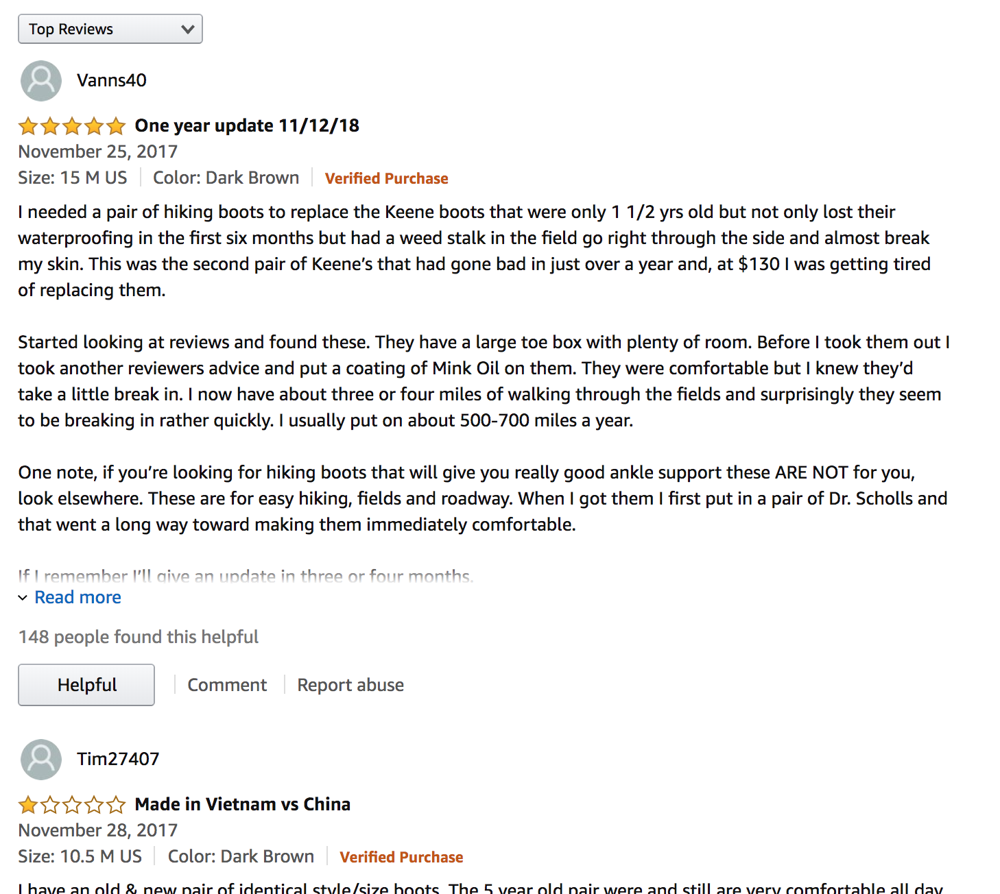 Top Reviews
Vanns40
One year update 11/12/18
November 25, 2017
Size: 15 M US
Color: Dark Brown
Verified Purchase
I needed a pair of hiking boots to replace the Keene boots that were only 1 1/2 yrs old but not only lost their
waterproofing in the first six months but had a weed stalk in the field go right through the side and almost break
my skin. This was the second pair of Keene’s that had gone bad in just over a year and, at $130 I was getting tired
of replacing them.
Started looking at reviews and found these. They have a large toe box with plenty of room. Before I took them out I
took another reviewers advice and put a coating of Mink Oil on them. They were comfortable but I knew they’d
take a little break in. I now have about three or four miles of walking through the fields and surprisingly they seem
to be breaking in rather quickly. I usually put on about 500-700 miles a year.
One note, if you’re looking for hiking boots that will give you really good ankle support these ARE NOT for you,
look elsewhere. These are for easy hiking, fields and roadway. When I got them I first put in a pair of Dr. Scholls and
that went a long way toward making them immediately comfortable.
If I remember I’ll give an update in three or four months.
Read more
148 people found this helpful
Helpful
Comment
Report abuse
Tim27407
Made in Vietnam vs China
November 28, 2017
Size: 10.5 M US
Color: Dark Brown
Verified Purchase
I have an old & new pair of identical style/size boots. The 5 year old pair were and still are very comfortable all day